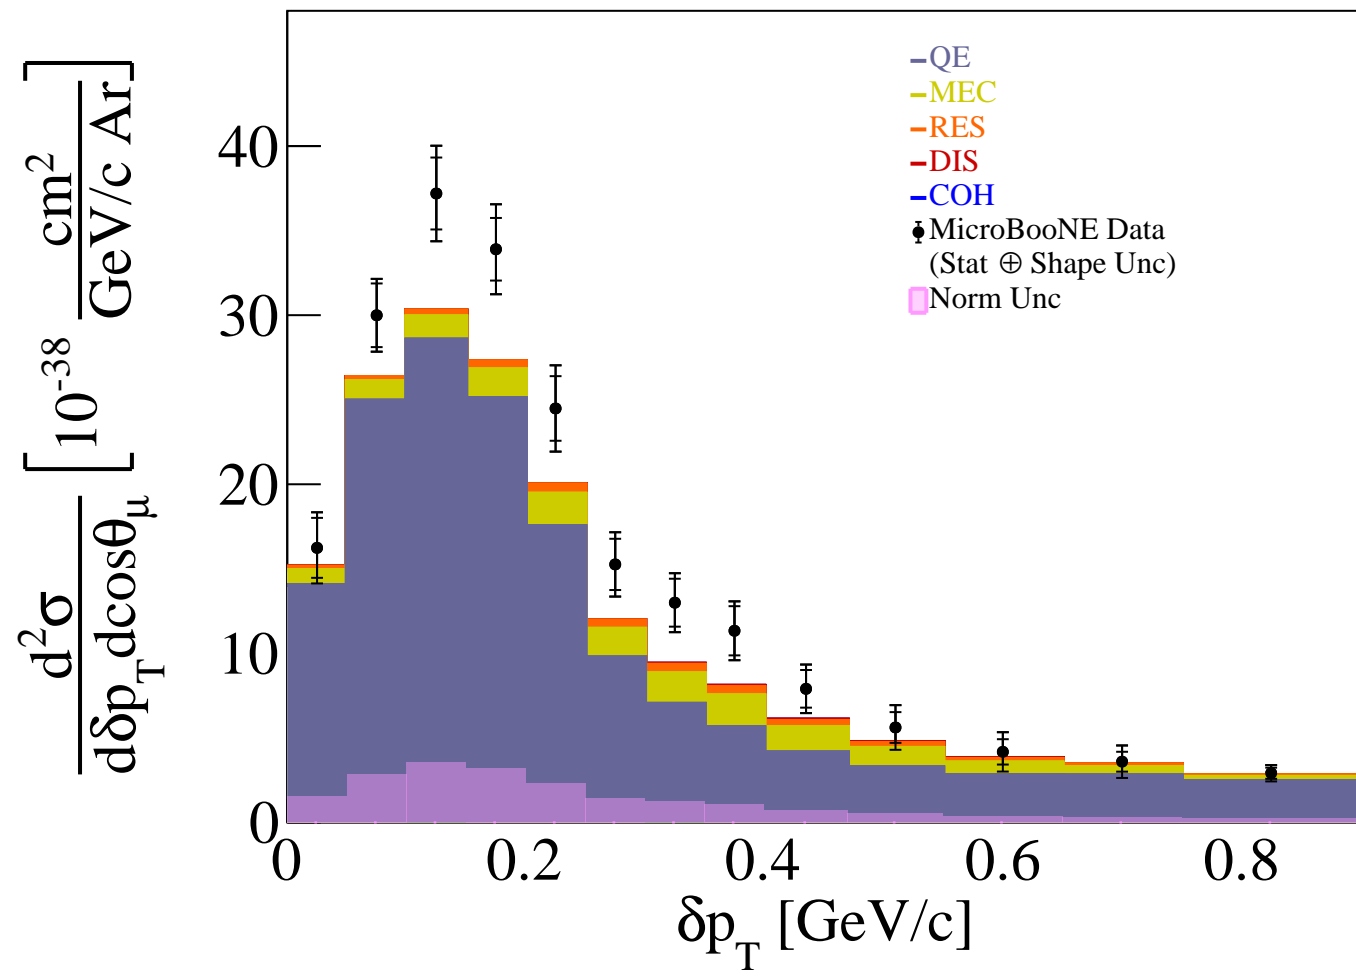 d²σ
dδp_T dcosθ_μ
[10⁻³⁸ cm²
GeV/c Ar]
40
30
20
10
0
QE
MEC
RES
DIS
COH
MicroBooNE Data
(Stat ⊕ Shape Unc)
Norm Unc
0 0.2 0.4 0.6 0.8
δp_T [GeV/c]